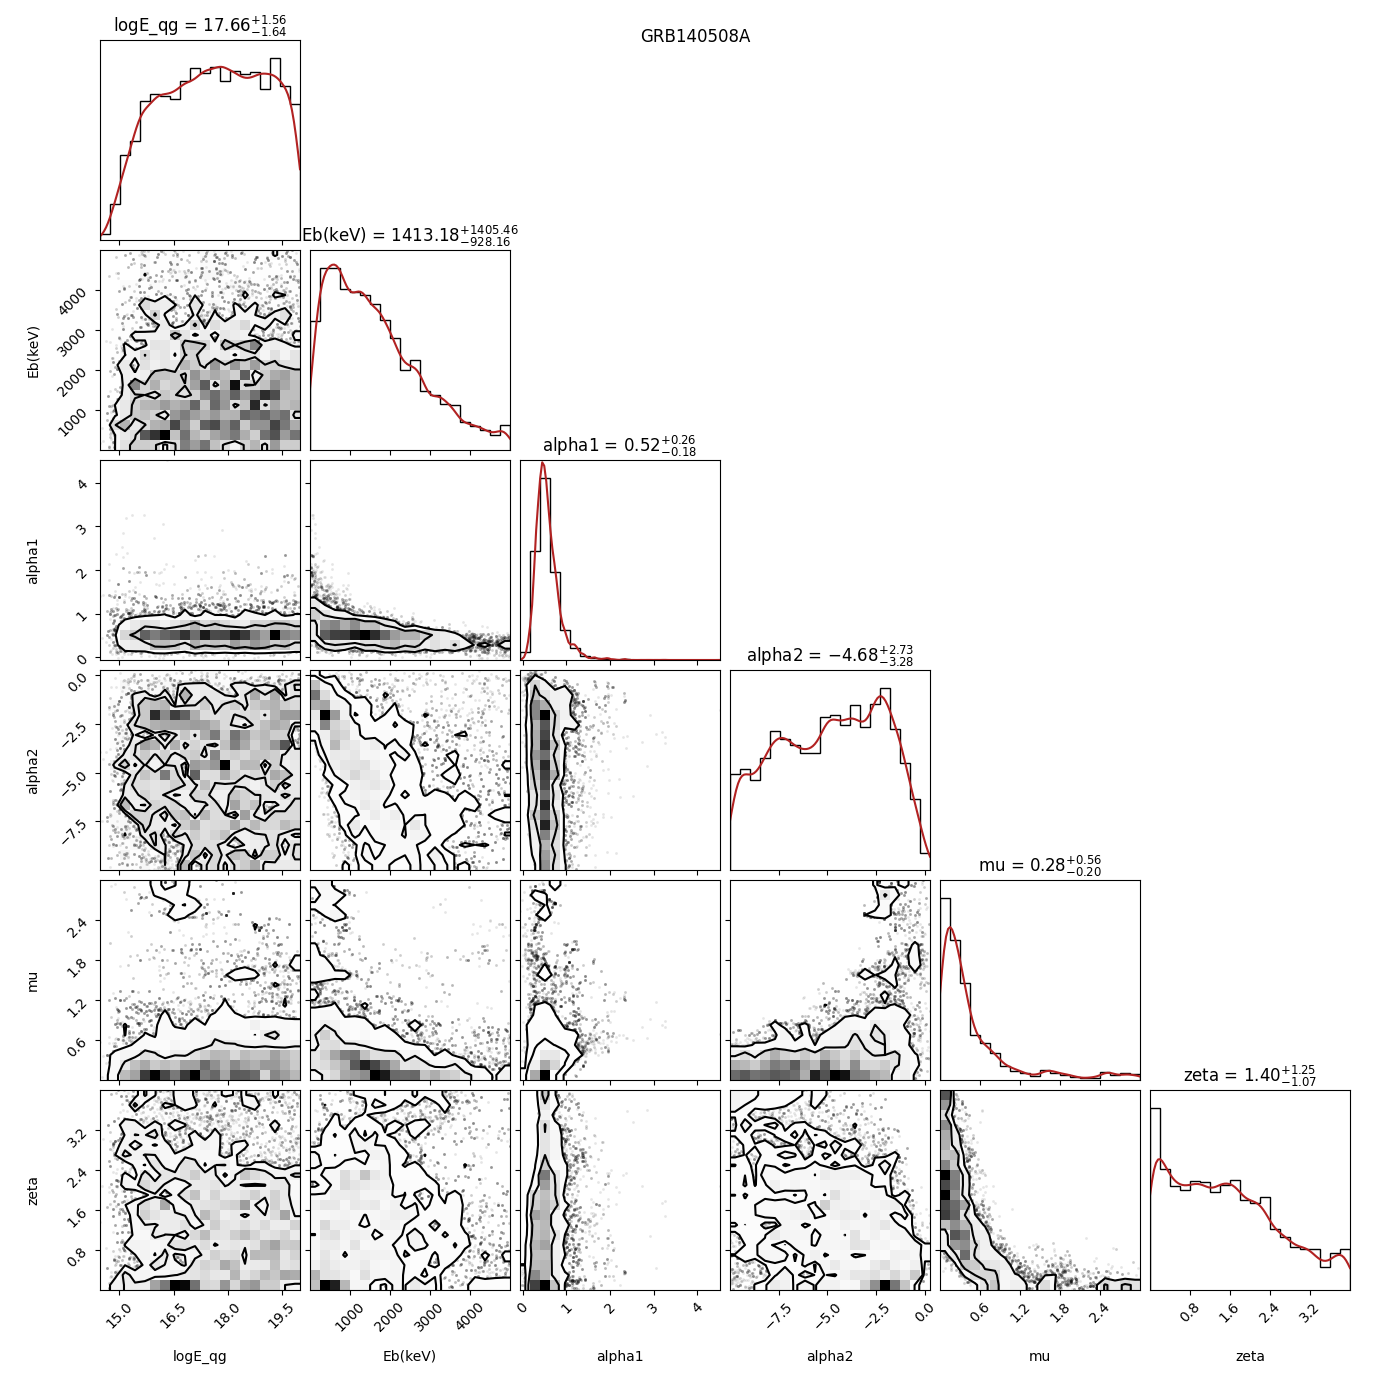 GRB140508A
logE_qg = 17.66+1.56 −1.64
Eb(keV) = 1413.18+1405.46 −928.16
Eb(keV)
4000
3000
2000
1000
alpha1 = 0.52+0.26 −0.18
alpha1
4
3
2
1
0
alpha2 = −4.68+2.73 −3.28
alpha2
0.0
−2.5
−5.0
−7.5
mu = 0.28+0.56 −0.20
mu
2.4
1.8
1.2
0.6
zeta = 1.40+1.25 −1.07
zeta
3.2
2.4
1.6
0.8
15.0 16.5 18.0 19.5
1000 2000 3000 4000
0 1 2 3 4
−7.5 −5.0 −2.5 0.0
0.6 1.2 1.8 2.4
0.8 1.6 2.4 3.2
logE_qg Eb(keV) alpha1 alpha2 mu zeta